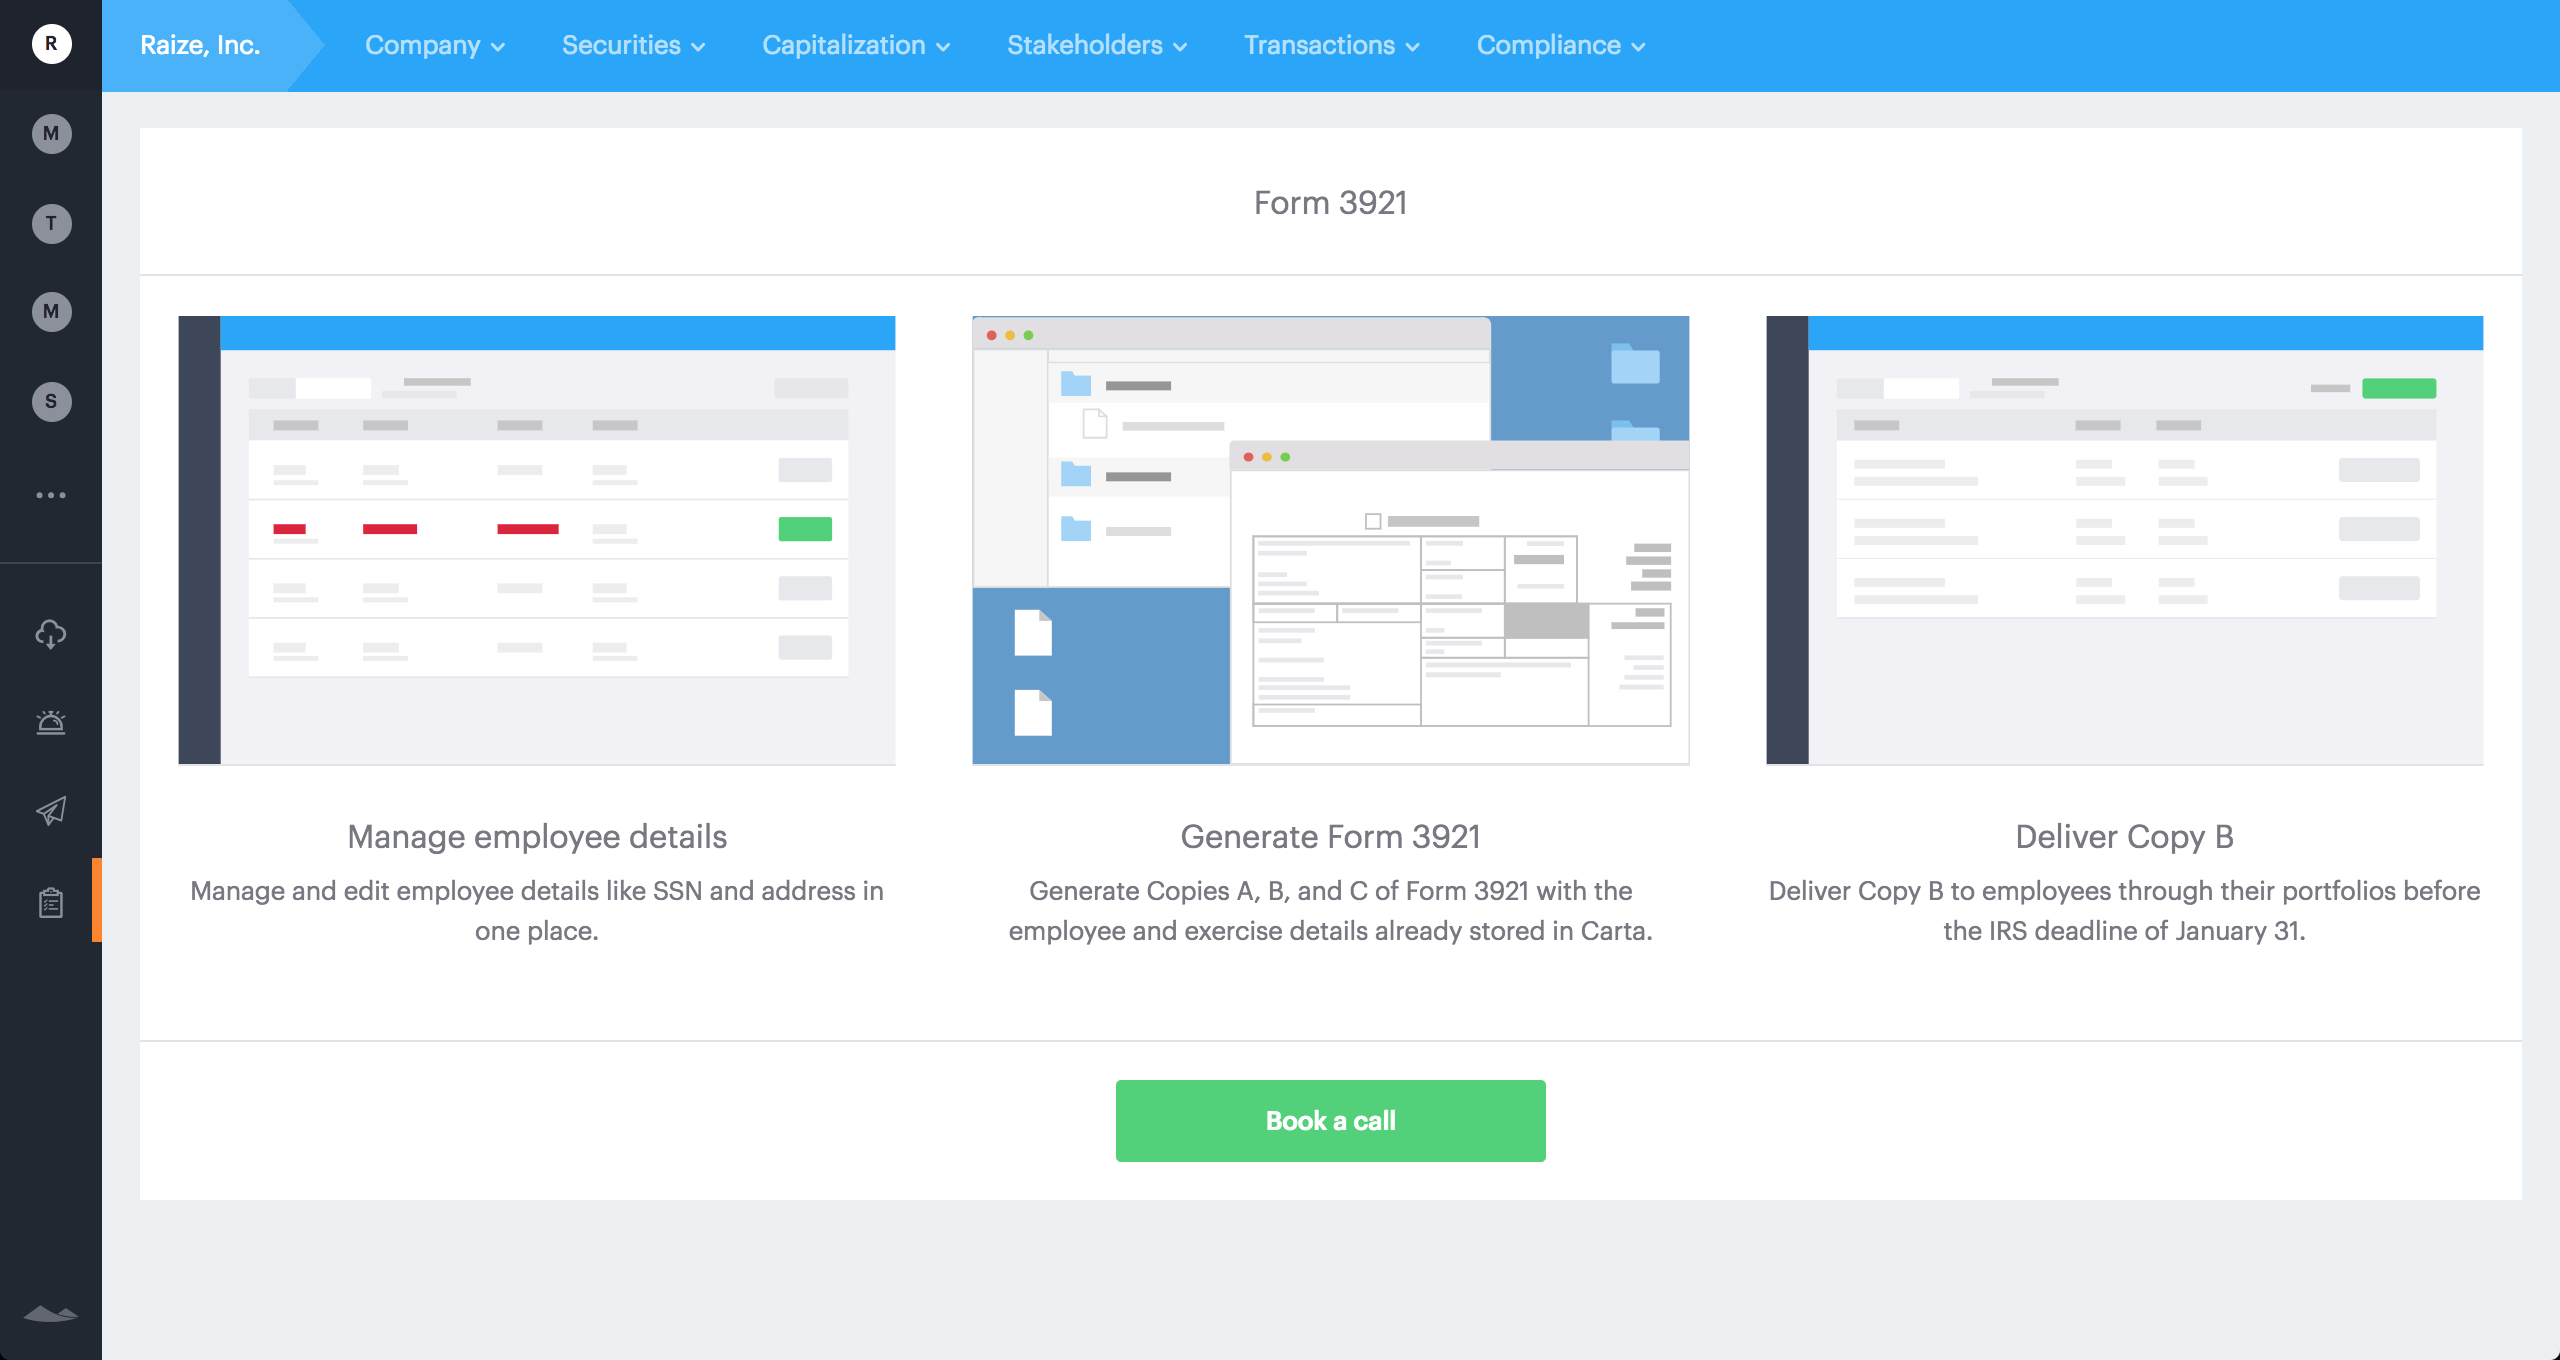 R
M
T
M
S
Raize, Inc.
Company
Securities
Capitalization
Stakeholders
Transactions
Compliance
Form 3921
Manage employee details
Manage and edit employee details like SSN and address in
one place.
Generate Form 3921
Generate Copies A, B, and C of Form 3921 with the
employee and exercise details already stored in Carta.
Deliver Copy B
Deliver Copy B to employees through their portfolios before
the IRS deadline of January 31.
Book a call